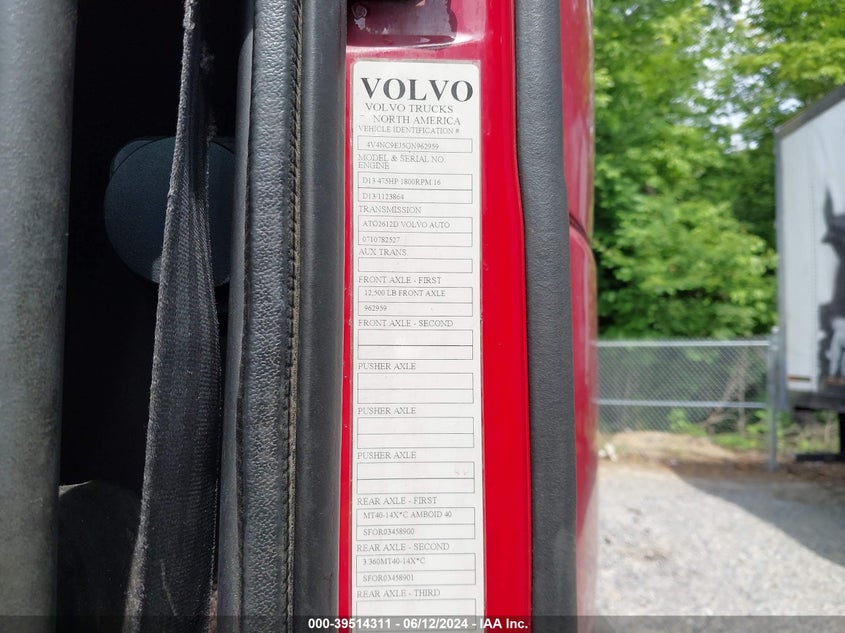 VOLVO
VOLVO TRUCKS
NORTH AMERICA
VEHICLE IDENTIFICATION #
4V4NC9EJ5GN962959
MODEL & SERIAL NO.
ENGINE
D13-475HP 1800RPM 16
D13/1123864
TRANSMISSION
ATO2612D VOLVO AUTO
0710782527
AUX TRANS
FRONT AXLE - FIRST
12,500 LB FRONT AXLE
962959
FRONT AXLE - SECOND
PUSHER AXLE
PUSHER AXLE
PUSHER AXLE
REAR AXLE - FIRST
MT40-14X*C AMBOID 40
SFOR03458900
REAR AXLE - SECOND
3.360MT40-14X*C
SFOR03458901
REAR AXLE - THIRD
000-39514311 - 06/12/2024 - IAA Inc.